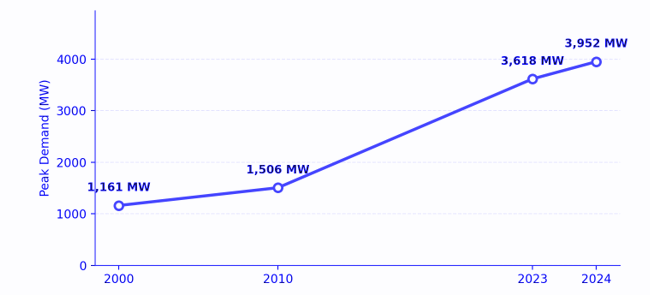 3,952 MW
4000
3,618 MW
3000
Peak Demand (MW)
2000
1,506 MW
1,161 MW
1000
0
2000 2010 2023 2024